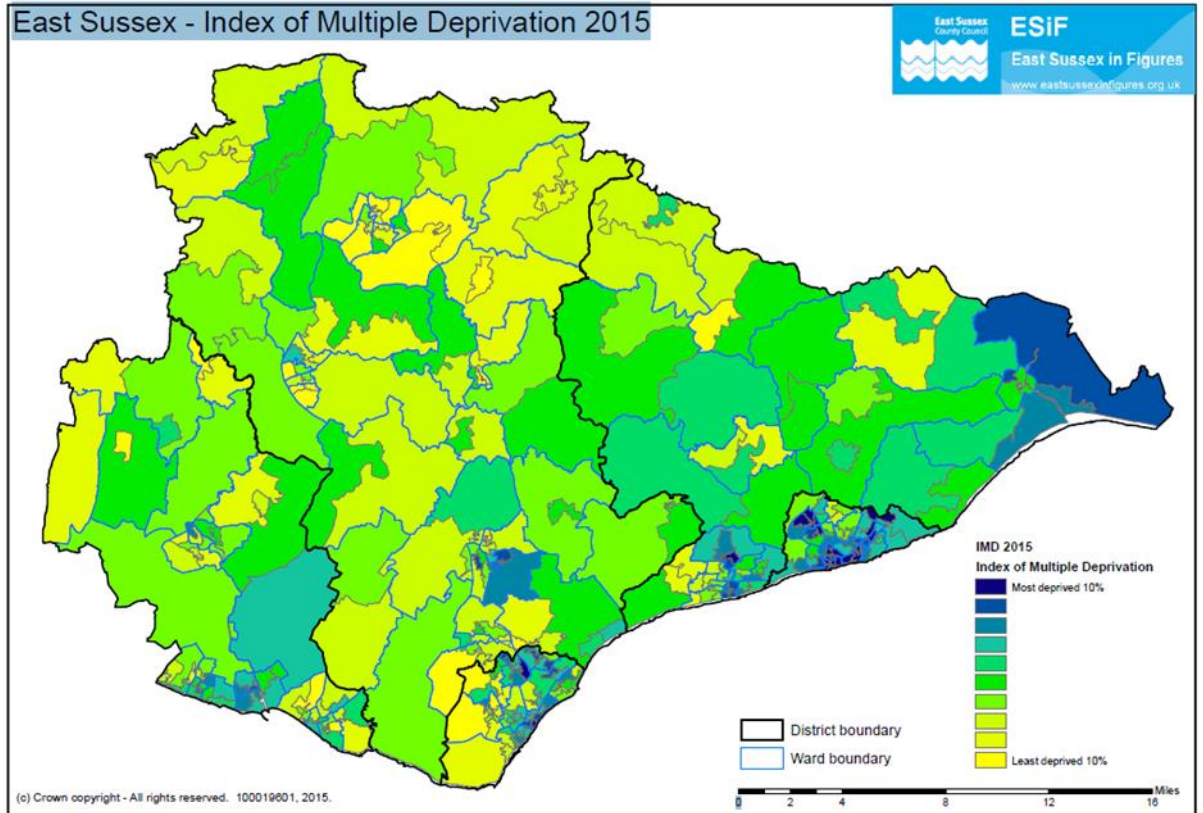 East Sussex - Index of Multiple Deprivation 2015
East Sussex
County Council
ESiF
East Sussex in Figures
www.eastsussexinfigures.org.uk
IMD 2015
Index of Multiple Deprivation
Most deprived 10%
Least deprived 10%
District boundary
Ward boundary
(c) Crown copyright - All rights reserved. 100019601, 2015.
Miles
0 2 4 8 12 16